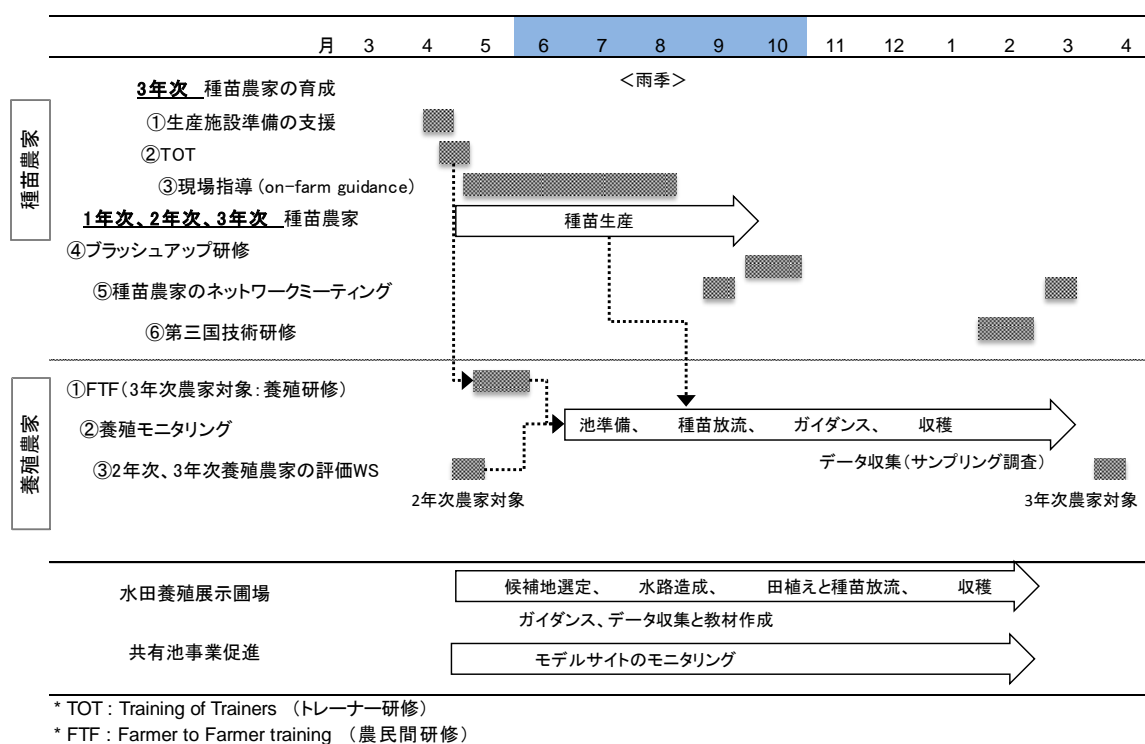 月 3 4 5 6 7 8 9 10 11 12 1 2 3 4
＜雨季＞
種苗農家
3年次 種苗農家の育成
①生産施設準備の支援
②TOT
③現場指導（on-farm guidance）
1年次、2年次、3年次 種苗農家
種苗生産
④ブラッシュアップ研修
⑤種苗農家のネットワークミーティング
⑥第三国技術研修
養殖農家
①FTF（3年次農家対象：養殖研修）
②養殖モニタリング
池準備、 種苗放流、 ガイダンス、 収穫
データ収集（サンプリング調査）
③2年次、3年次養殖農家の評価WS
2年次農家対象
3年次農家対象
水田養殖展示圃場
候補地選定、 水路造成、 田植えと種苗放流、 収穫
ガイダンス、データ収集と教材作成
共有池事業促進
モデルサイトのモニタリング
* TOT : Training of Trainers （トレーナー研修）
* FTF : Farmer to Farmer training （農民間研修）